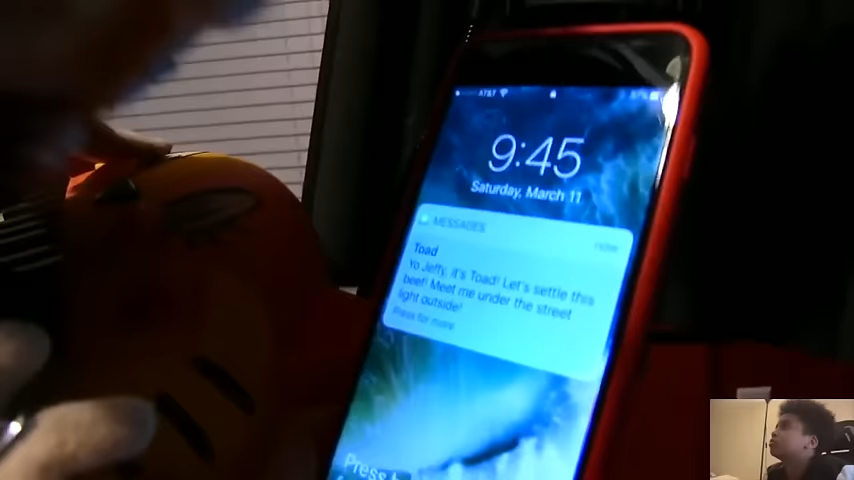 AT&T
9:45
Saturday, March 11
MESSAGES
now
Toad
Yo Jeffy, it's Toad! Let's settle this
beef! Meet me under the street
light outside!
Press for more
Press